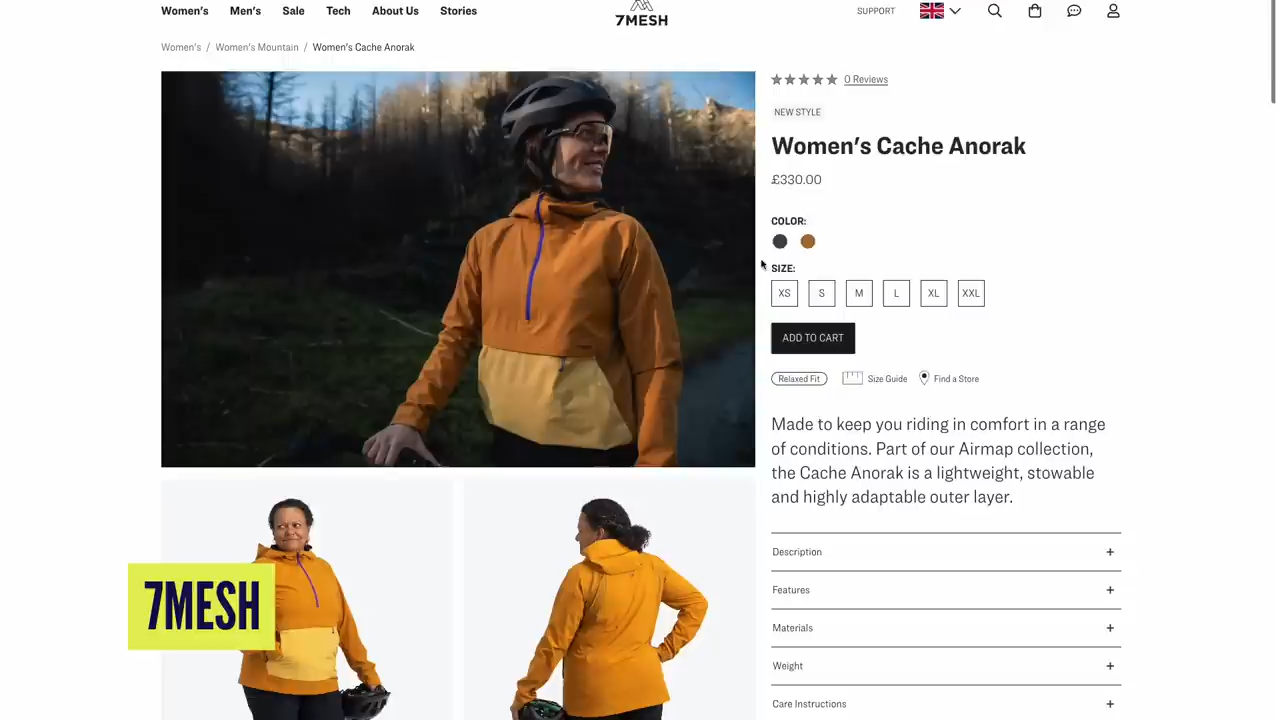 Women's Men's Sale Tech About Us Stories
7MESH
SUPPORT
Women's / Women's Mountain / Women's Cache Anorak
0 Reviews
NEW STYLE
Women's Cache Anorak
£330.00
COLOR:
SIZE:
XS S M L XL XXL
ADD TO CART
Relaxed Fit Size Guide Find a Store
Made to keep you riding in comfort in a range
of conditions. Part of our Airmap collection,
the Cache Anorak is a lightweight, stowable
and highly adaptable outer layer.
Description +
Features +
Materials +
Weight +
Care Instructions +
7MESH